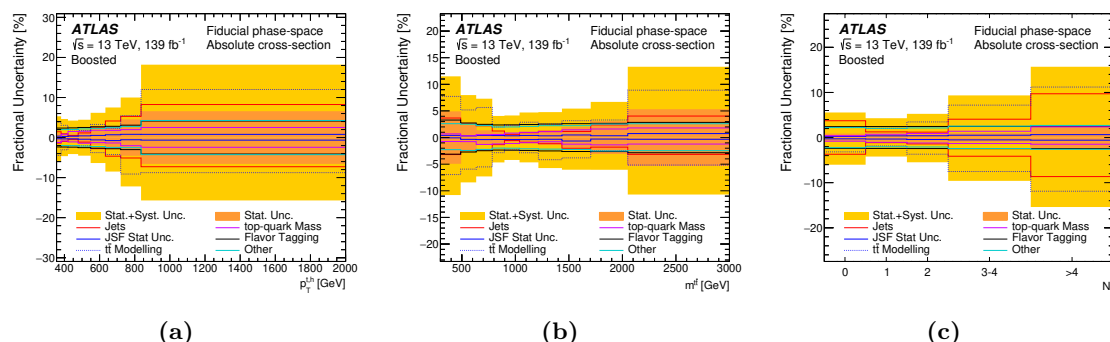 Fractional Uncertainty [%]
ATLAS
√s = 13 TeV, 139 fb⁻¹
Boosted
Fiducial phase-space
Absolute cross-section
30
20
10
0
−10
−20
−30
Stat.+Syst. Unc.
Stat. Unc.
Jets
top-quark Mass
JSF Stat Unc.
Flavor Tagging
tt̄ Modelling
Other
400 600 800 1000 1200 1400 1600 1800 2000
p_T^{t,h} [GeV]
(a)
Fractional Uncertainty [%]
ATLAS
√s = 13 TeV, 139 fb⁻¹
Boosted
Fiducial phase-space
Absolute cross-section
20
15
10
5
0
−5
−10
−15
−20
Stat.+Syst. Unc.
Stat. Unc.
Jets
top-quark Mass
JSF Stat Unc.
Flavor Tagging
tt̄ Modelling
Other
500 1000 1500 2000 2500 3000
m^{tt̄} [GeV]
(b)
Fractional Uncertainty [%]
ATLAS
√s = 13 TeV, 139 fb⁻¹
Boosted
Fiducial phase-space
Absolute cross-section
20
10
0
−10
−20
Stat.+Syst. Unc.
Stat. Unc.
Jets
top-quark Mass
JSF Stat Unc.
Flavor Tagging
tt̄ Modelling
Other
0 1 2 3-4 >4
N
(c)